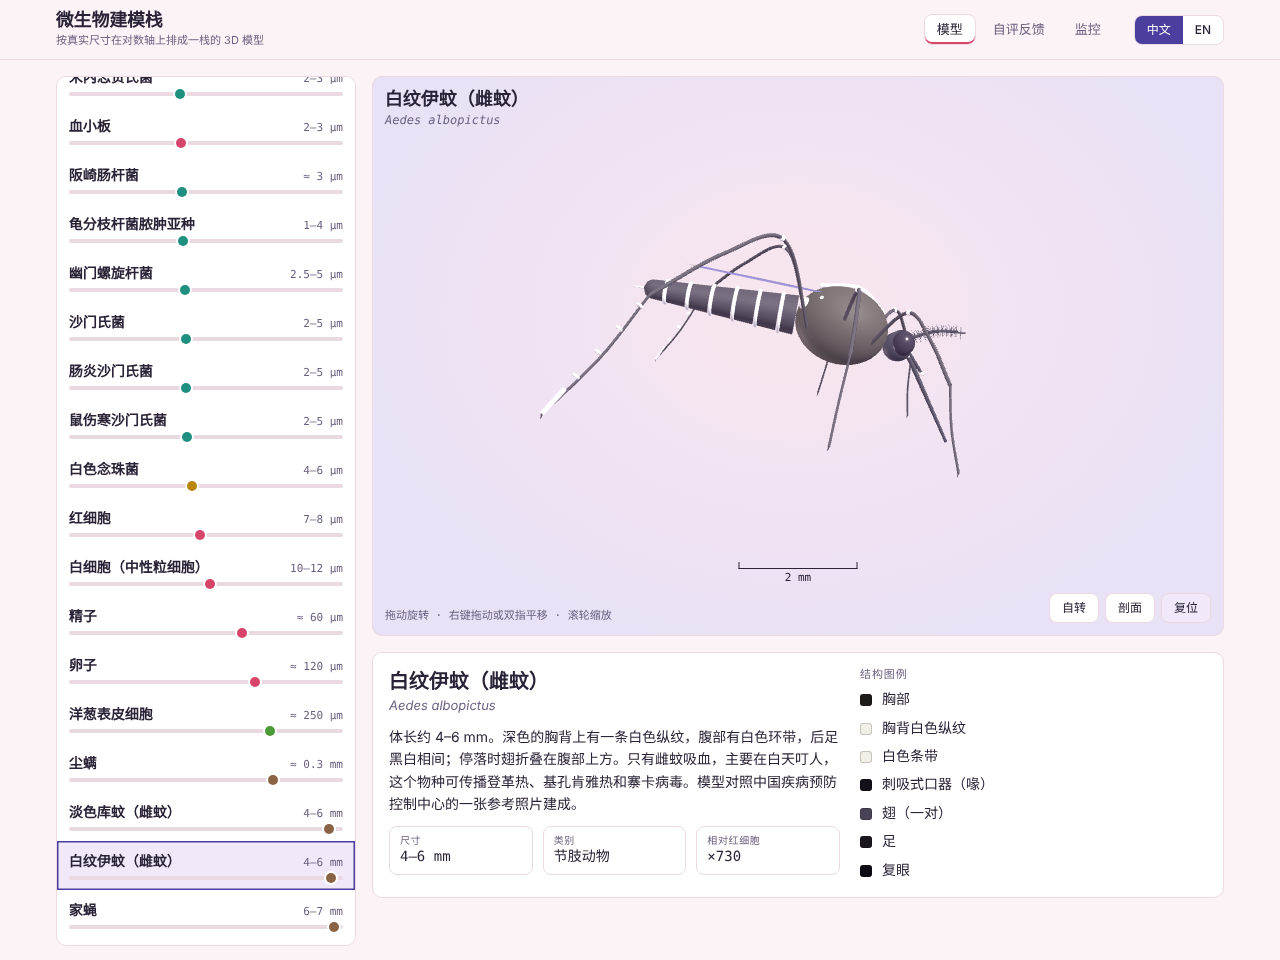 微生物建模栈
按真实尺寸在对数轴上排成一栈的 3D 模型
模型
自评反馈
监控
中文
EN
2–3 μm
血小板
2–3 μm
阪崎肠杆菌
≈ 3 μm
龟分枝杆菌脓肿亚种
1–4 μm
幽门螺旋杆菌
2.5–5 μm
沙门氏菌
2–5 μm
肠炎沙门氏菌
2–5 μm
鼠伤寒沙门氏菌
2–5 μm
白色念珠菌
4–6 μm
红细胞
7–8 μm
白细胞（中性粒细胞）
10–12 μm
精子
≈ 60 μm
卵子
≈ 120 μm
洋葱表皮细胞
≈ 250 μm
尘螨
≈ 0.3 mm
淡色库蚊（雌蚊）
4–6 mm
白纹伊蚊（雌蚊）
4–6 mm
家蝇
6–7 mm
白纹伊蚊（雌蚊）
Aedes albopictus
2 mm
拖动旋转 · 右键拖动或双指平移 · 滚轮缩放
自转
剖面
复位
白纹伊蚊（雌蚊）
Aedes albopictus
体长约 4–6 mm。深色的胸背上有一条白色纵纹，腹部有白色环带，后足
黑白相间；停落时翅折叠在腹部上方。只有雌蚊吸血，主要在白天叮人，
这个物种可传播登革热、基孔肯雅热和寨卡病毒。模型对照中国疾病预防
控制中心的一张参考照片建成。
尺寸
4–6 mm
类别
节肢动物
相对红细胞
×730
结构图例
胸部
胸背白色纵纹
白色条带
刺吸式口器（喙）
翅（一对）
足
复眼